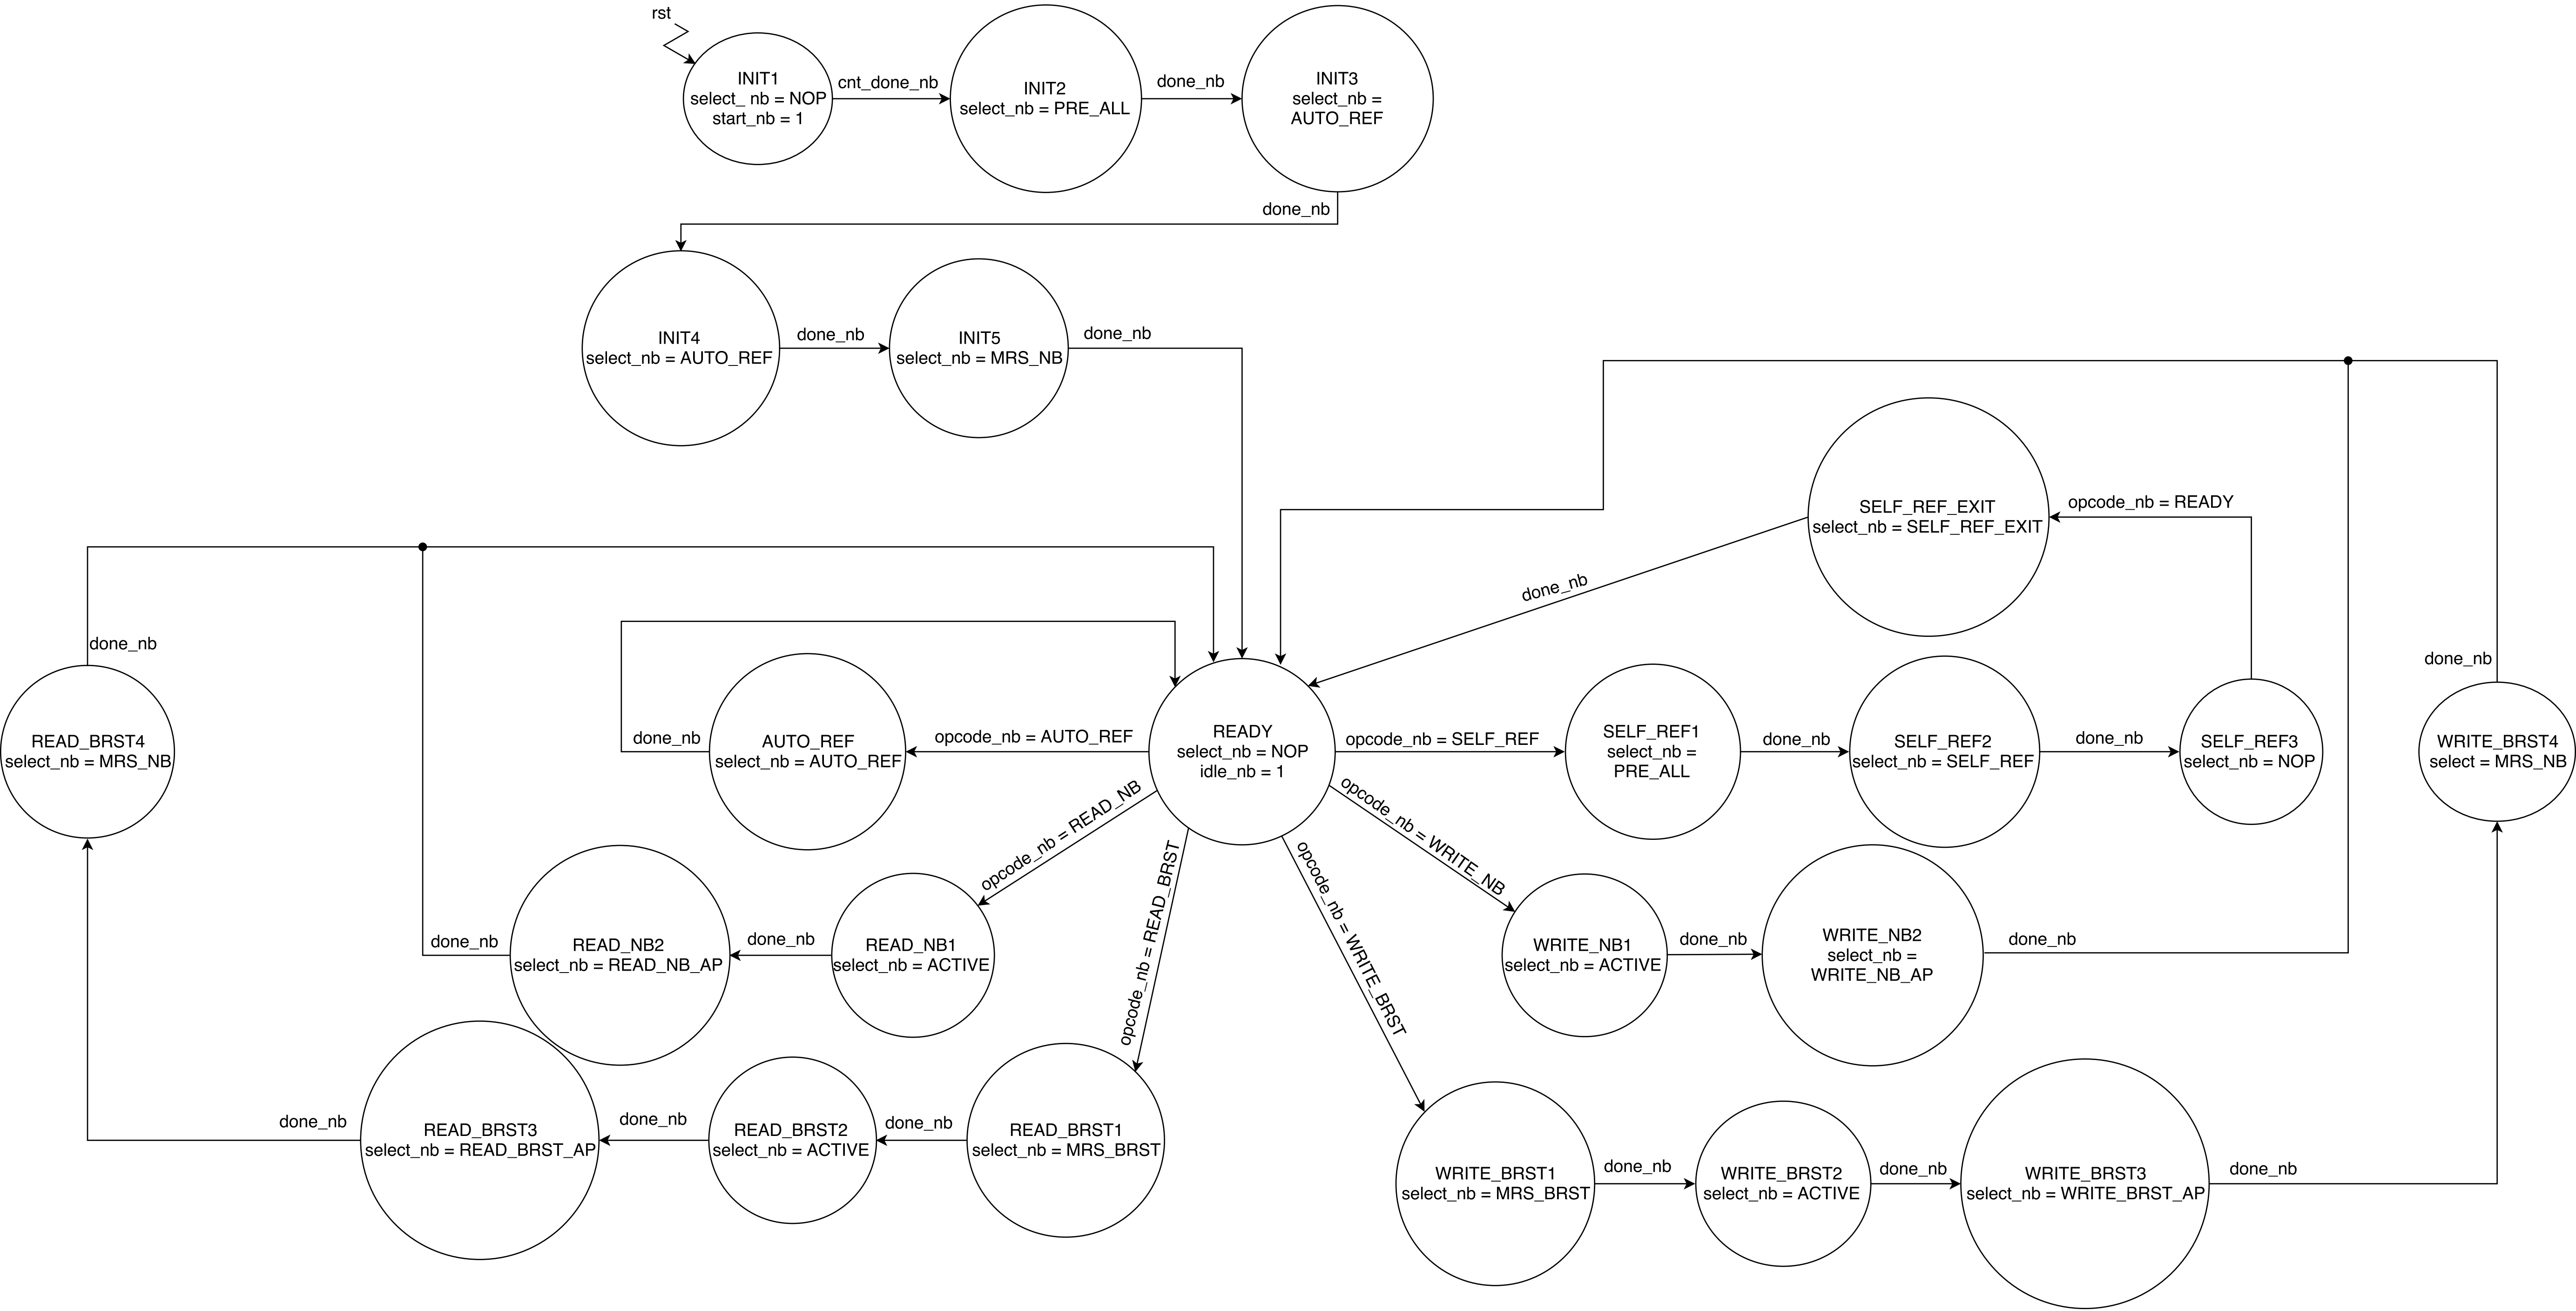 rst
INIT1
select_ nb = NOP
start_nb = 1
cnt_done_nb
INIT2
select_nb = PRE_ALL
done_nb
INIT3
select_nb =
AUTO_REF
done_nb
INIT4
select_nb = AUTO_REF
done_nb
INIT5
select_nb = MRS_NB
done_nb
SELF_REF_EXIT
select_nb = SELF_REF_EXIT
opcode_nb = READY
done_nb
done_nb
READ_BRST4
select_nb = MRS_NB
done_nb
AUTO_REF
select_nb = AUTO_REF
opcode_nb = AUTO_REF
READY
select_nb = NOP
idle_nb = 1
opcode_nb = SELF_REF
SELF_REF1
select_nb =
PRE_ALL
done_nb
SELF_REF2
select_nb = SELF_REF
done_nb
SELF_REF3
select_nb = NOP
done_nb
WRITE_BRST4
select = MRS_NB
opcode_nb = READ_NB
opcode_nb = READ_BRST
opcode_nb = WRITE_BRST
opcode_nb = WRITE_NB
done_nb
READ_NB2
select_nb = READ_NB_AP
done_nb
READ_NB1
select_nb = ACTIVE
WRITE_NB1
select_nb = ACTIVE
done_nb
WRITE_NB2
select_nb =
WRITE_NB_AP
done_nb
done_nb
READ_BRST3
select_nb = READ_BRST_AP
done_nb
READ_BRST2
select_nb = ACTIVE
done_nb
READ_BRST1
select_nb = MRS_BRST
WRITE_BRST1
select_nb = MRS_BRST
done_nb
WRITE_BRST2
select_nb = ACTIVE
done_nb
WRITE_BRST3
select_nb = WRITE_BRST_AP
done_nb